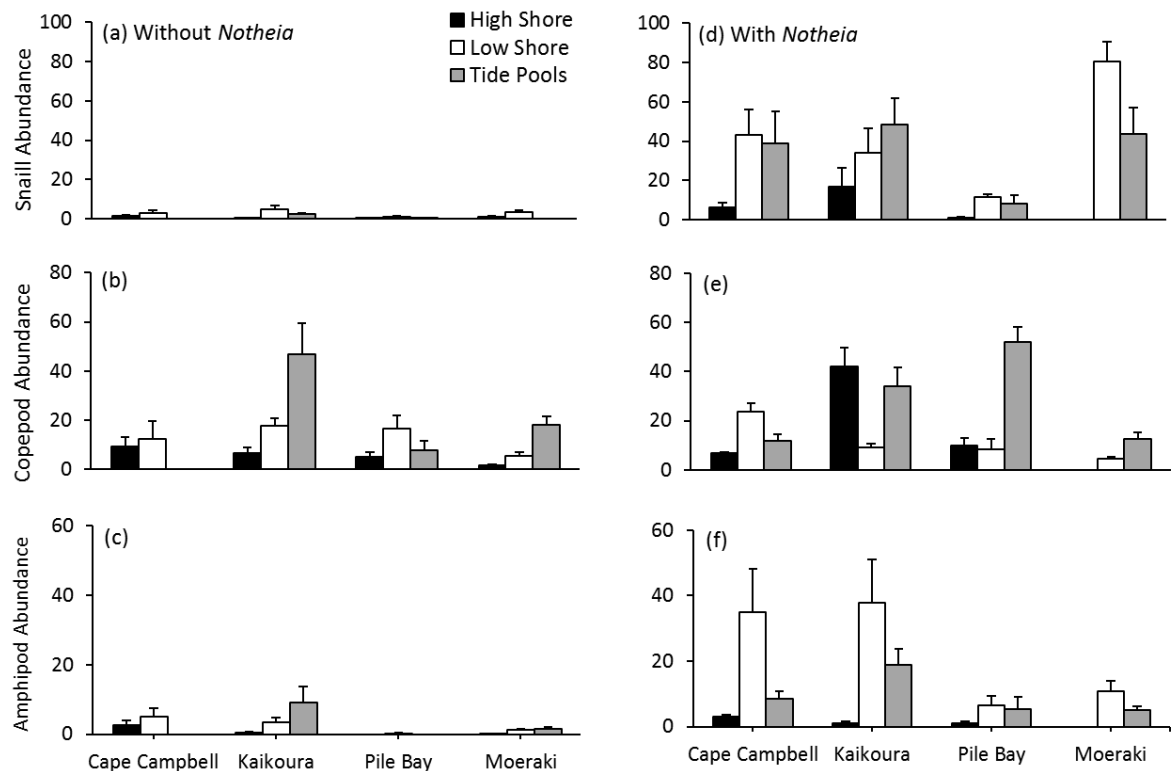 (a) Without Notheia
High Shore
Low Shore
Tide Pools
Snaill Abundance
100
80
60
40
20
0
(d) With Notheia
100
80
60
40
20
0
(b)
Copepod Abundance
80
60
40
20
0
(e)
80
60
40
20
0
(c)
Amphipod Abundance
60
40
20
0
Cape Campbell Kaikoura Pile Bay Moeraki
(f)
60
40
20
0
Cape Campbell Kaikoura Pile Bay Moeraki